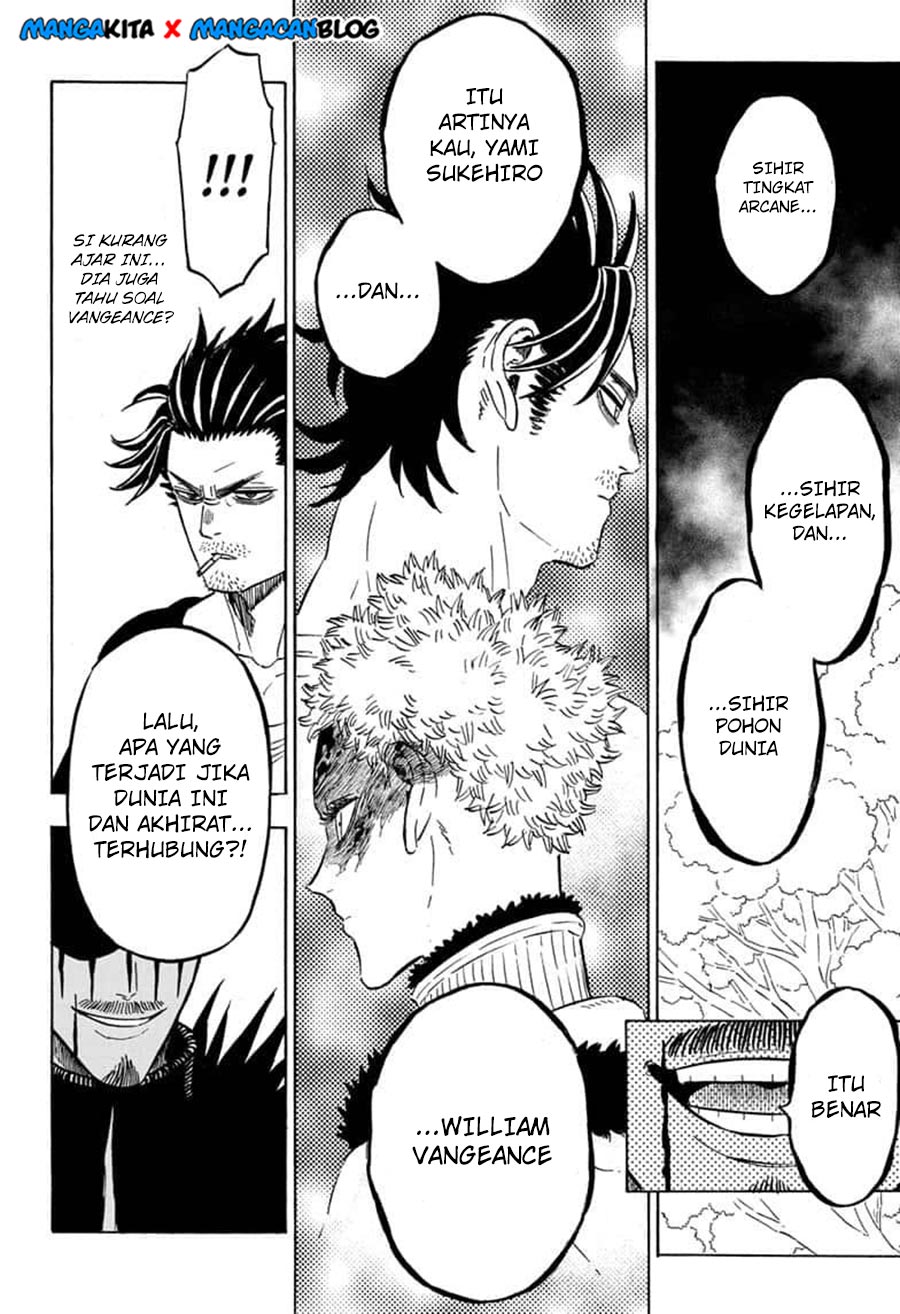 MANGAKITA X MANGACANBLOG
SIHIR
TINGKAT
ARCANE...
...SIHIR
KEGELAPAN,
DAN...
...SIHIR
POHON
DUNIA
ITU
BENAR
ITU
ARTINYA
KAU, YAMI
SUKEHIRO
...DAN...
...WILLIAM
VANGEANCE
!!!
SI KURANG
AJAR INI...
DIA JUGA
TAHU SOAL
VANGEANCE?
LALU,
APA YANG
TERJADI JIKA
DUNIA INI
DAN AKHIRAT...
TERHUBUNG?!